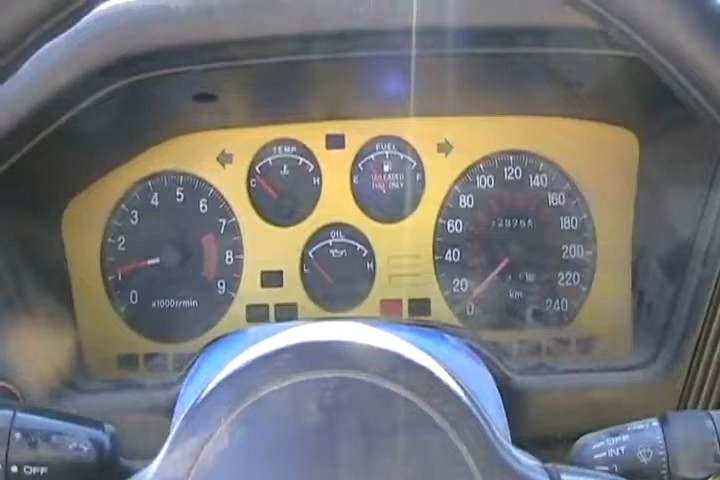 TEMP
C H
FUEL
E F
UNLEADED
FUEL ONLY
OIL
L H
0 1 2 3 4 5 6 7 8 9
x1000r/min
0 20 40 60 80 100 120 140 160 180 200 220 240
km
OFF
OFF
INT
1